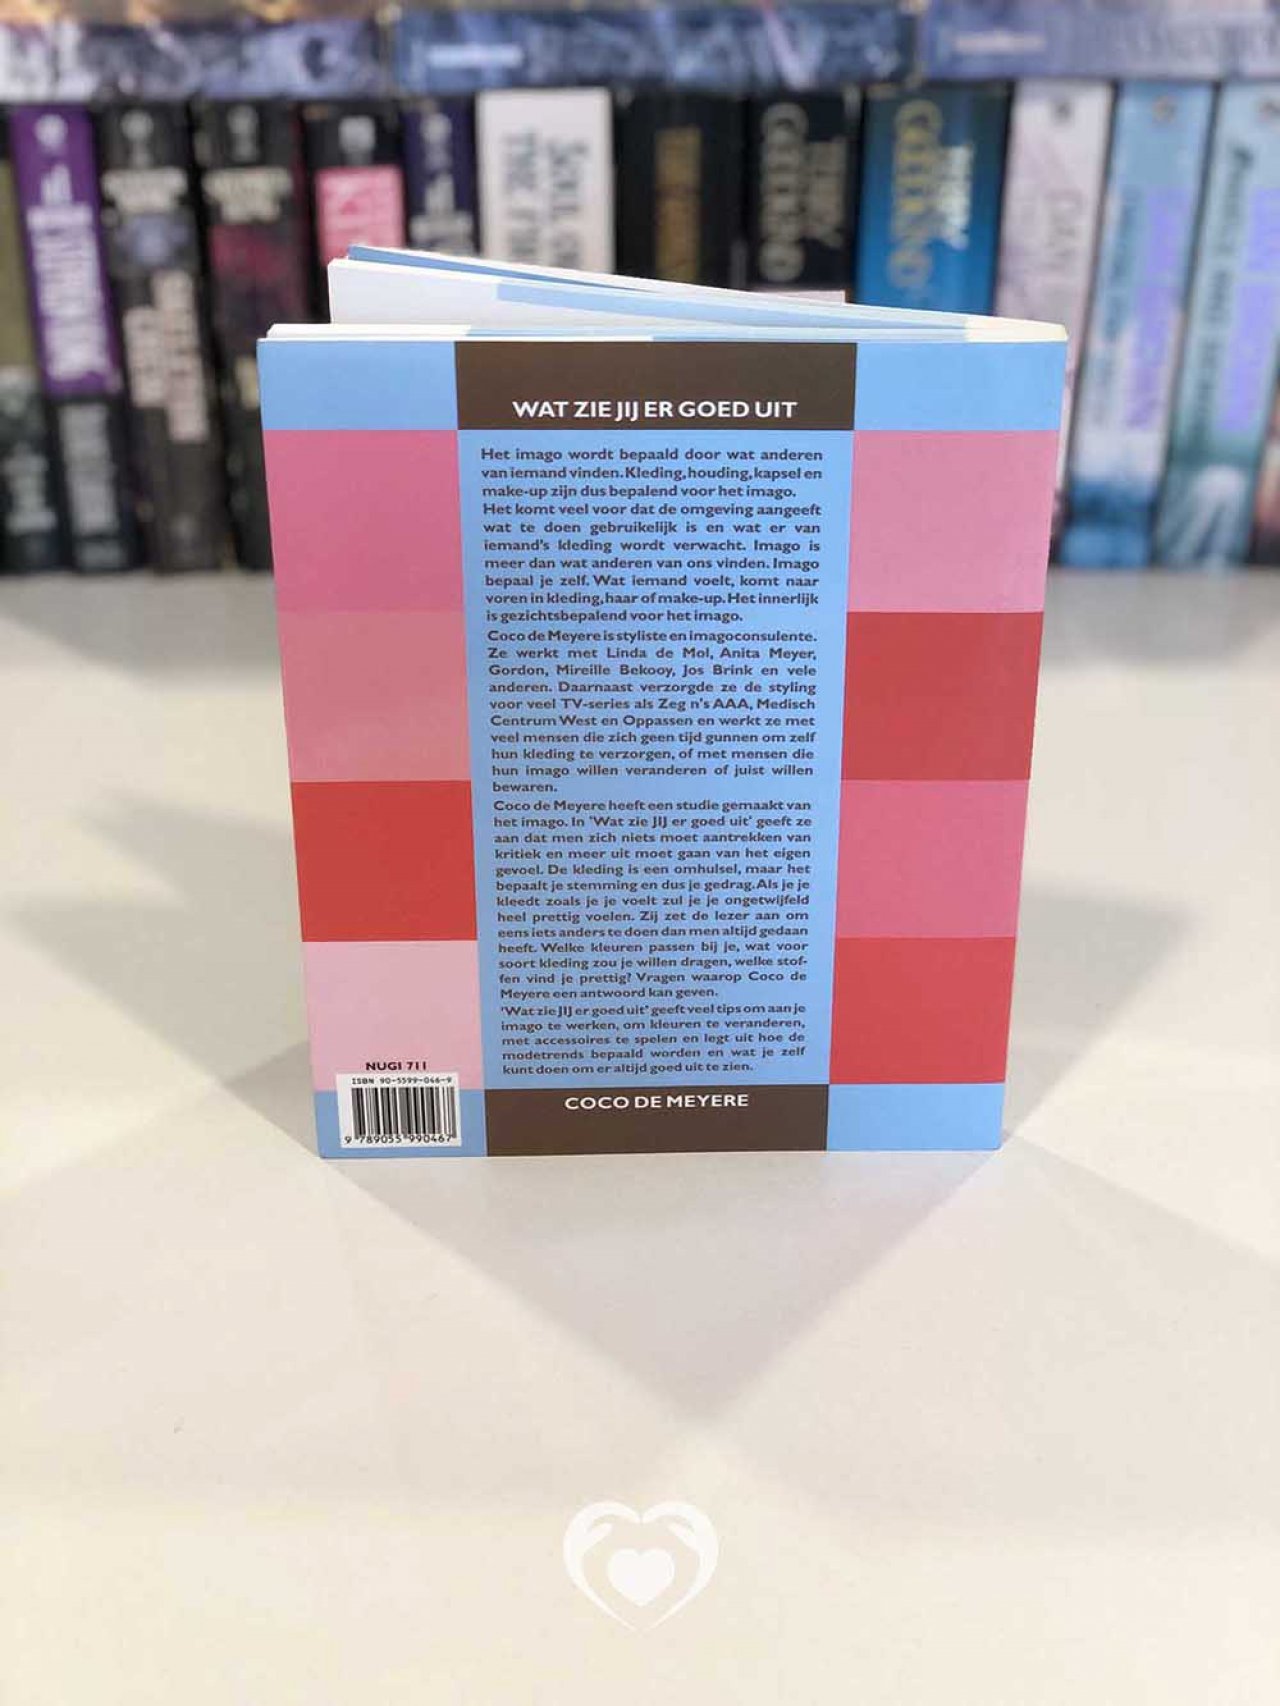 SOUL
THE
TERRY
GOODKIND
TERRY
GOODKIND
WAT ZIE JIJ ER GOED UIT
Het imago wordt bepaald door wat anderen
van iemand vinden. Kleding, houding, kapsel en
make-up zijn dus bepalend voor het imago.
Het komt veel voor dat de omgeving aangeeft
wat te doen gebruikelijk is en wat er van
iemand's kleding wordt verwacht. Imago is
meer dan wat anderen van ons vinden. Imago
bepaal je zelf. Wat iemand voelt, komt naar
voren in kleding, haar of make-up. Het innerlijk
is gezichtsbepalend voor het imago.
Coco de Meyere is styliste en imagoconsulente.
Ze werkt met Linda de Mol, Anita Meyer,
Gordon, Mireille Bekooy, Jos Brink en vele
anderen. Daarnaast verzorgde ze de styling
voor veel TV-series als Zeg n's AAA, Medisch
Centrum West en Oppassen en werkt ze met
veel mensen die zich geen tijd gunnen om zelf
hun kleding te verzorgen, of met mensen die
hun imago willen veranderen of juist willen
bewaren.
Coco de Meyere heeft een studie gemaakt van
het imago. In 'Wat zie JIJ er goed uit' geeft ze
aan dat men zich niets moet aantrekken van
kritiek en meer uit moet gaan van het eigen
gevoel. De kleding is een omhulsel, maar het
bepaalt je stemming en dus je gedrag. Als je je
kleedt zoals je je voelt zul je je ongetwijfeld
heel prettig voelen. Zij zet de lezer aan om
eens iets anders te doen dan men altijd gedaan
heeft. Welke kleuren passen bij je, wat voor
soort kleding zou je willen dragen, welke stof-
fen vind je prettig? Vragen waarop Coco de
Meyere een antwoord kan geven.
'Wat zie JIJ er goed uit' geeft veel tips om aan je
imago te werken, om kleuren te veranderen,
met accessoires te spelen en legt uit hoe de
modetrends bepaald worden en wat je zelf
kunt doen om er altijd goed uit te zien.
NUGI 711
ISBN 90-5599-046-9
9 789055 990467
COCO DE MEYERE